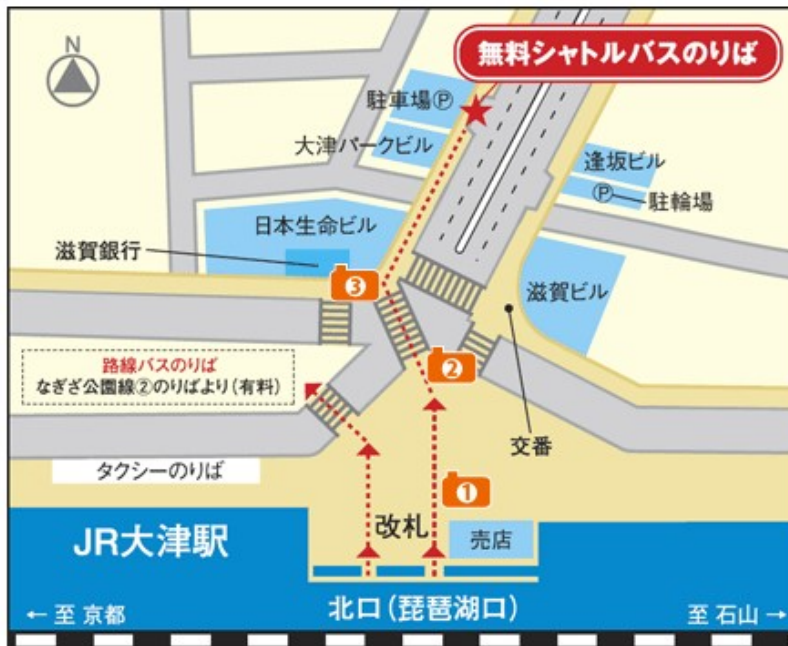 N
無料シャトルバスのりば
駐車場Ⓟ
大津パークビル
逢坂ビル
Ⓟ
駐輪場
日本生命ビル
滋賀銀行
滋賀ビル
❸
❷
路線バスのりば
なぎさ公園線②のりばより(有料)
交番
タクシーのりば
❶
改札
売店
JR大津駅
北口(琵琶湖口)
← 至 京都
至 石山 →